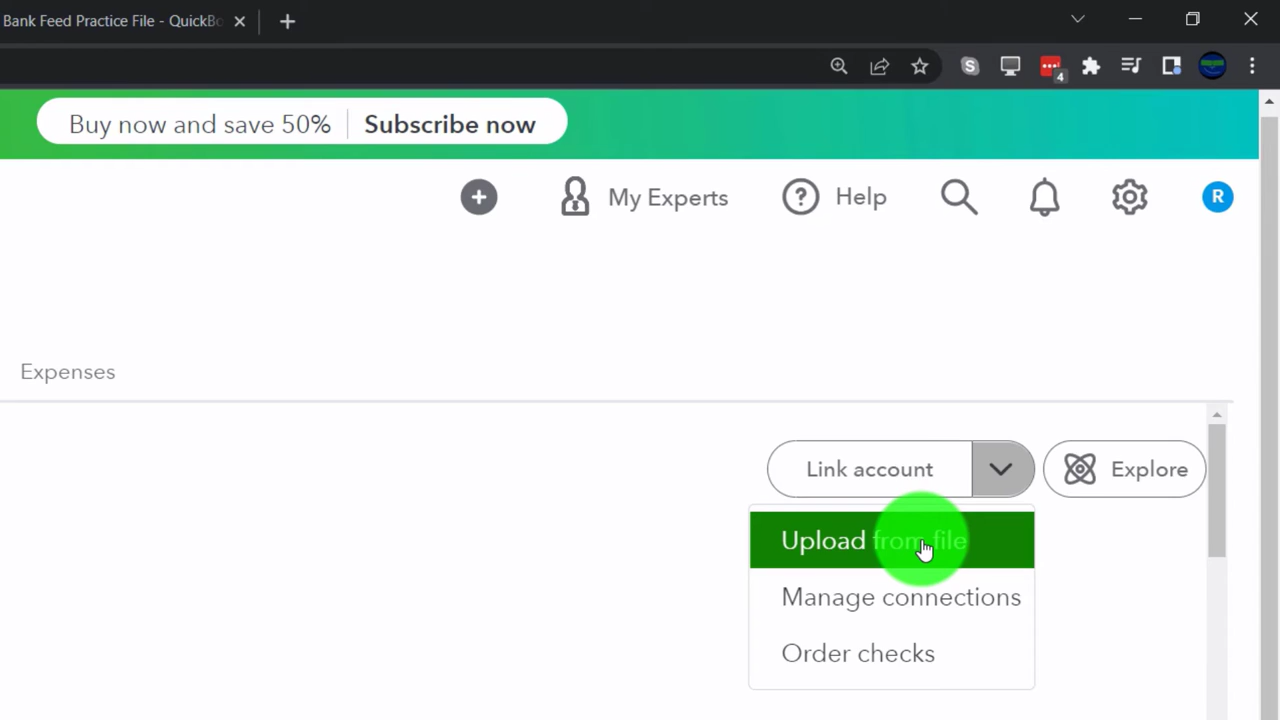 Bank Feed Practice File - QuickBo
4
Buy now and save 50% Subscribe now
My Experts Help R
Expenses
Link account Explore
Upload from file
Manage connections
Order checks